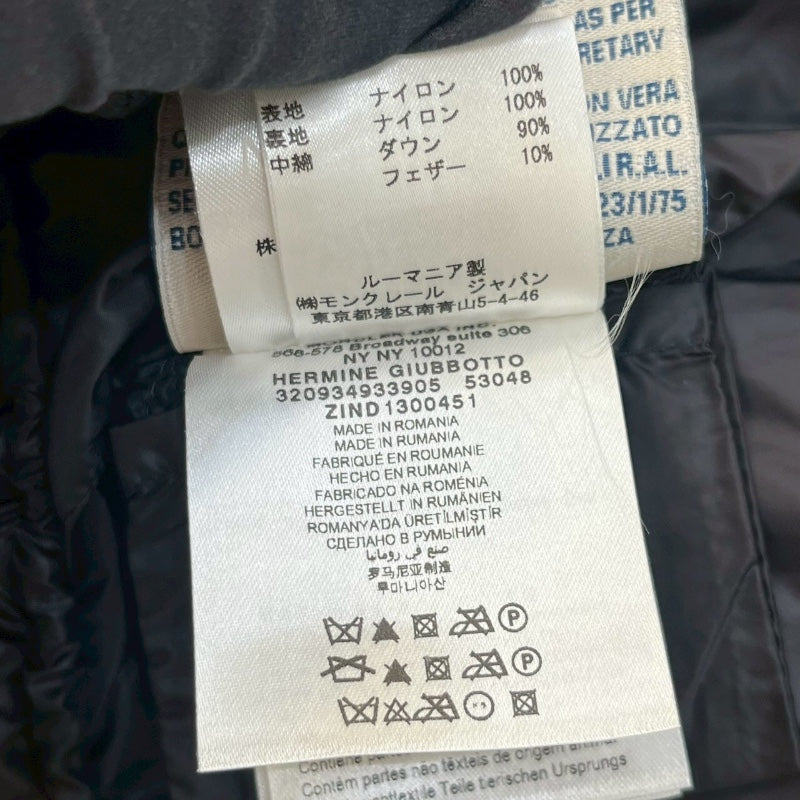 AS PER
RETARY
ON VERA
IZZATO
I R.A.L.
23/1/75
ZA
SE
BO
表地 ナイロン 100%
裏地 ナイロン 100%
中綿 ダウン 90%
フェザー 10%
株
ルーマニア製
㈱モンクレール ジャパン
東京都港区南青山5-4-46
568-578 Broadway suite 306
NY NY 10012
HERMINE GIUBBOTTO
320934933905 53048
ZIND1300451
MADE IN ROMANIA
MADE IN RUMANIA
FABRIQUÉ EN ROUMANIE
HECHO EN RUMANIA
FABRICADO NA ROMÉNIA
HERGESTELLT IN RUMÄNIEN
ROMANYA'DA ÜRETİLMİŞTİR
СДЕЛАНО В РУМЫНИИ
صنع في رومانيا
罗马尼亚制造
루마니아산
P
P
Contém partes não têxteis de origem animal